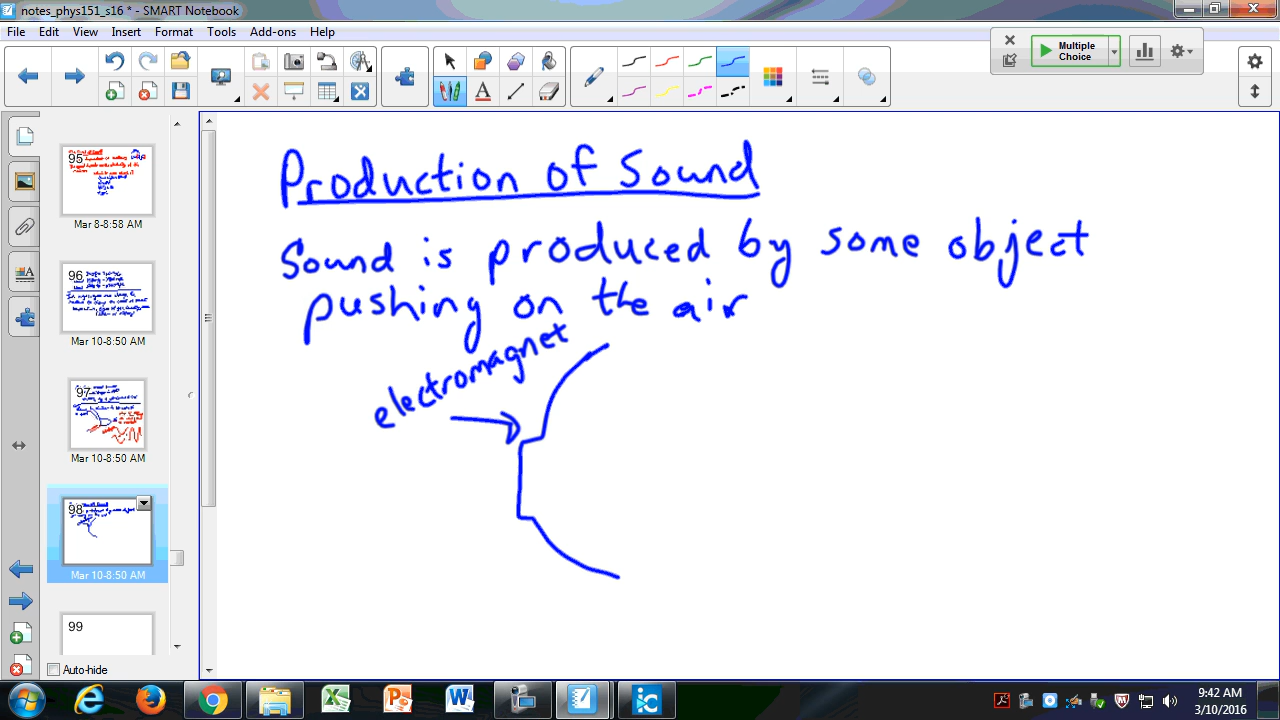 notes_phys151_s16 * - SMART Notebook
File Edit View Insert Format Tools Add-ons Help
Multiple
Choice
95
Mar 8-8:58 AM
96
Mar 10-8:50 AM
97
Mar 10-8:50 AM
98
Mar 10-8:50 AM
99
Auto-hide
Production of Sound
Sound is produced by some object
pushing on the air
electromagnet
9:42 AM
3/10/2016